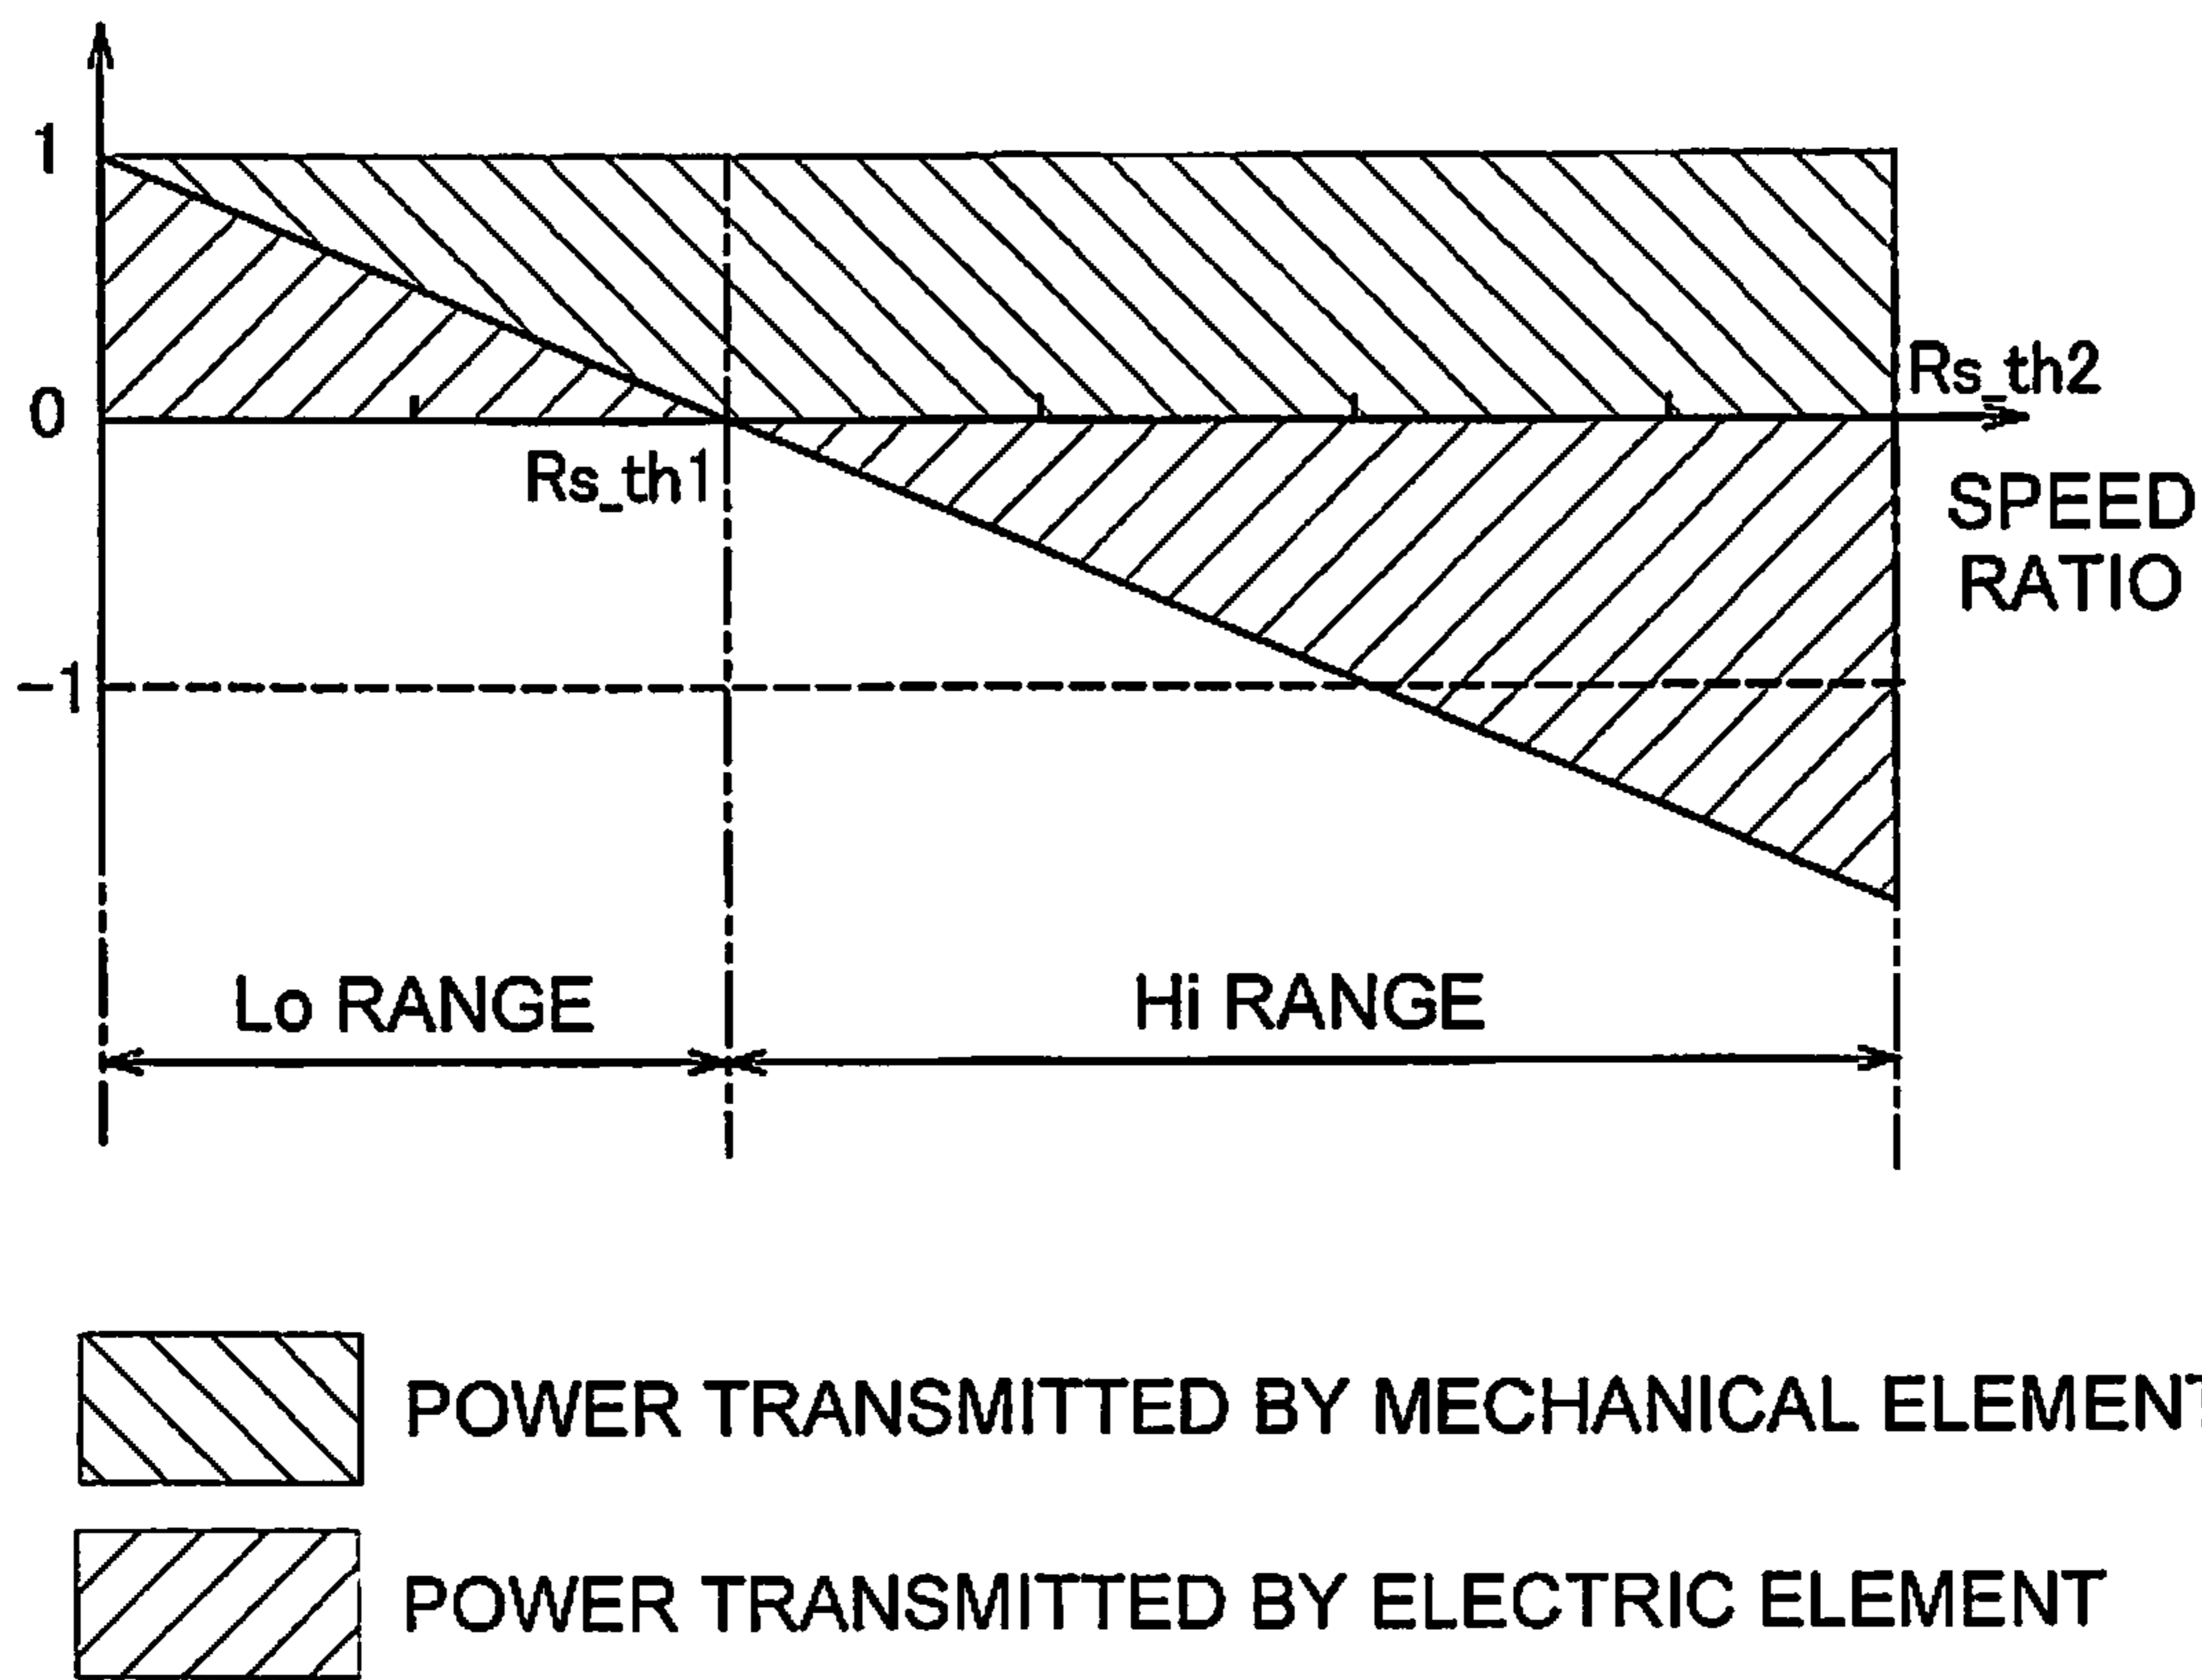 1
0
Rs_th2
Rs_th1
SPEED
RATIO
-1
Lo RANGE
Hi RANGE
POWER TRANSMITTED BY MECHANICAL ELEMENT
POWER TRANSMITTED BY ELECTRIC ELEMENT